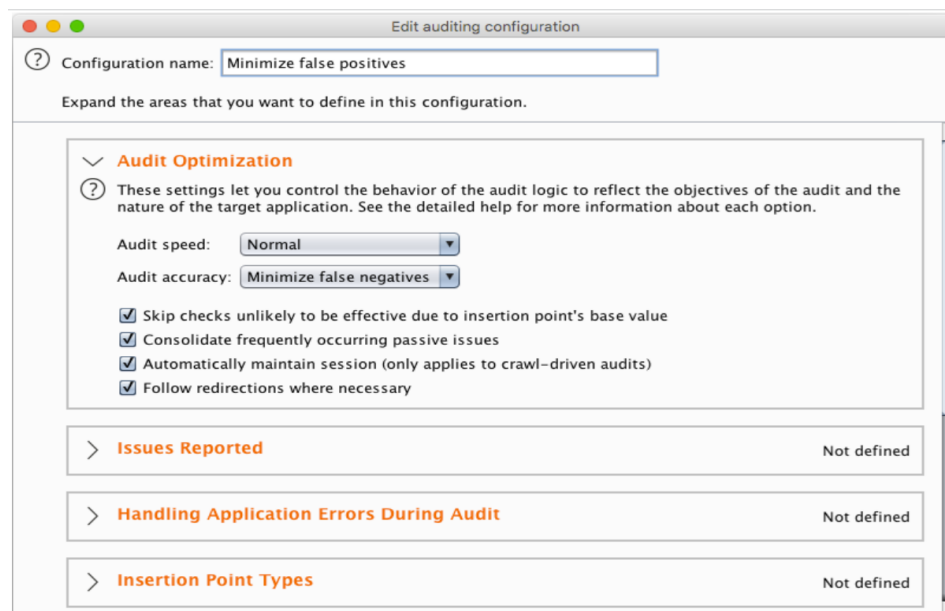 Edit auditing configuration
Configuration name: Minimize false positives
Expand the areas that you want to define in this configuration.
Audit Optimization
These settings let you control the behavior of the audit logic to reflect the objectives of the audit and the
nature of the target application. See the detailed help for more information about each option.
Audit speed: Normal
Audit accuracy: Minimize false negatives
Skip checks unlikely to be effective due to insertion point's base value
Consolidate frequently occurring passive issues
Automatically maintain session (only applies to crawl-driven audits)
Follow redirections where necessary
Issues Reported Not defined
Handling Application Errors During Audit Not defined
Insertion Point Types Not defined